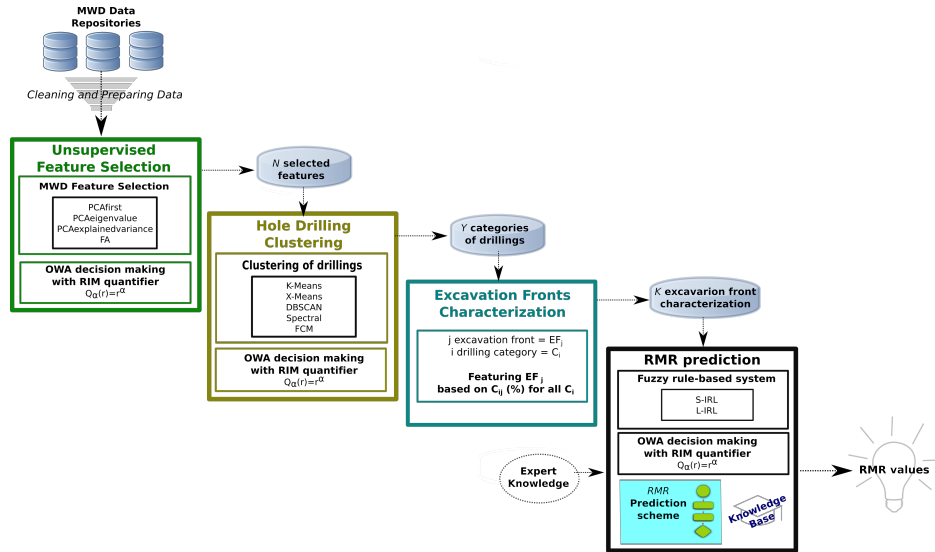 MWD Data
Repositories
Cleaning and Preparing Data
Unsupervised
Feature Selection
MWD Feature Selection
PCAfirst
PCAeigenvalue
PCAexplainedvariance
FA
OWA decision making
with RIM quantifier
Qα(r)=r^α
N selected
features
Hole Drilling
Clustering
Clustering of drillings
K-Means
X-Means
DBSCAN
Spectral
FCM
OWA decision making
with RIM quantifier
Qα(r)=r^α
Y categories
of drillings
Excavation Fronts
Characterization
j excavation front = EFj
i drilling category = Ci
Featuring EF j
based on Cij (%) for all Ci
K excavarion front
characterization
RMR prediction
Fuzzy rule-based system
S-IRL
L-IRL
OWA decision making
with RIM quantifier
Qα(r)=r^α
Expert
Knowledge
RMR
Prediction
scheme
Knowledge
Base
RMR values